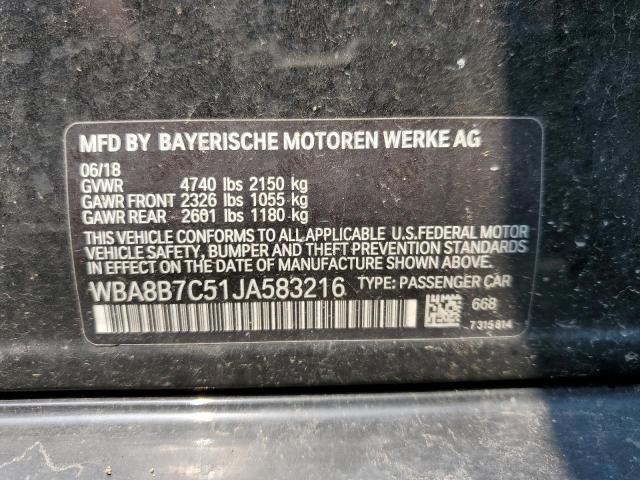 MFD BY BAYERISCHE MOTOREN WERKE AG
06/18
GVWR 4740 lbs 2150 kg
GAWR FRONT 2326 lbs 1055 kg
GAWR REAR 2601 lbs 1180 kg
THIS VEHICLE CONFORMS TO ALL APPLICABLE U.S.FEDERAL MOTOR
VEHICLE SAFETY, BUMPER AND THEFT PREVENTION STANDARDS
IN EFFECT ON THE DATE OF MANUFACTURE SHOWN ABOVE.
WBA8B7C51JA583216 TYPE: PASSENGER CAR
668
7315814